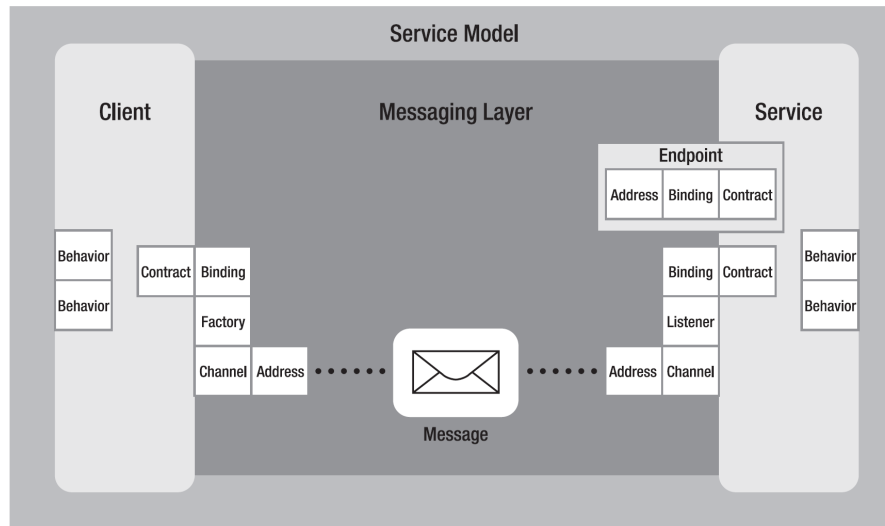 Service Model
Client
Messaging Layer
Service
Endpoint
Address Binding Contract
Behavior
Behavior
Contract Binding
Factory
Channel Address
Message
Binding Contract
Listener
Address Channel
Behavior
Behavior